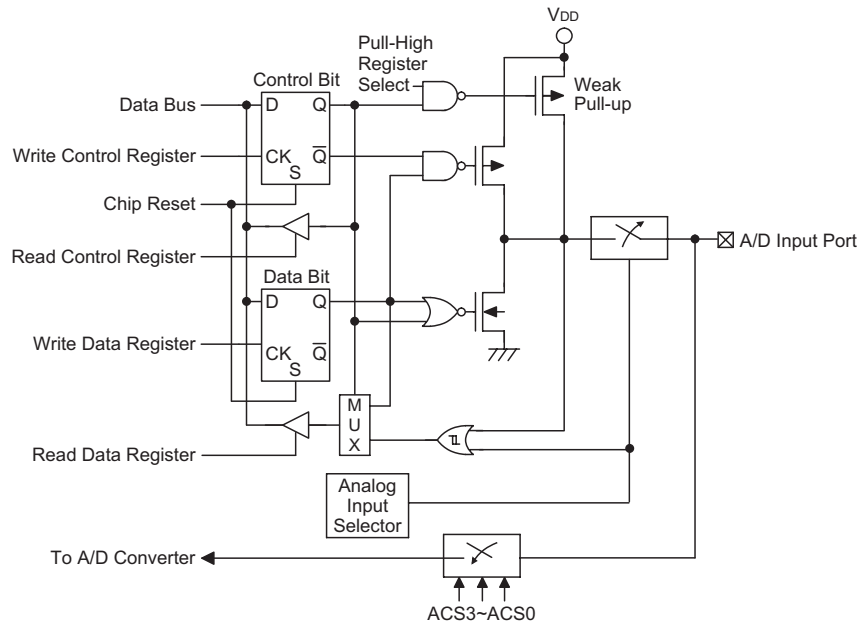 VDD
Pull-High
Register
Select
Control Bit
Weak
Pull-up
Data Bus
D
Q
Write Control Register
CK
Q̅
S
Chip Reset
Read Control Register
Data Bit
A/D Input Port
D
Q
Write Data Register
CK
Q̅
S
M
U
X
Read Data Register
Analog
Input
Selector
To A/D Converter
ACS3~ACS0